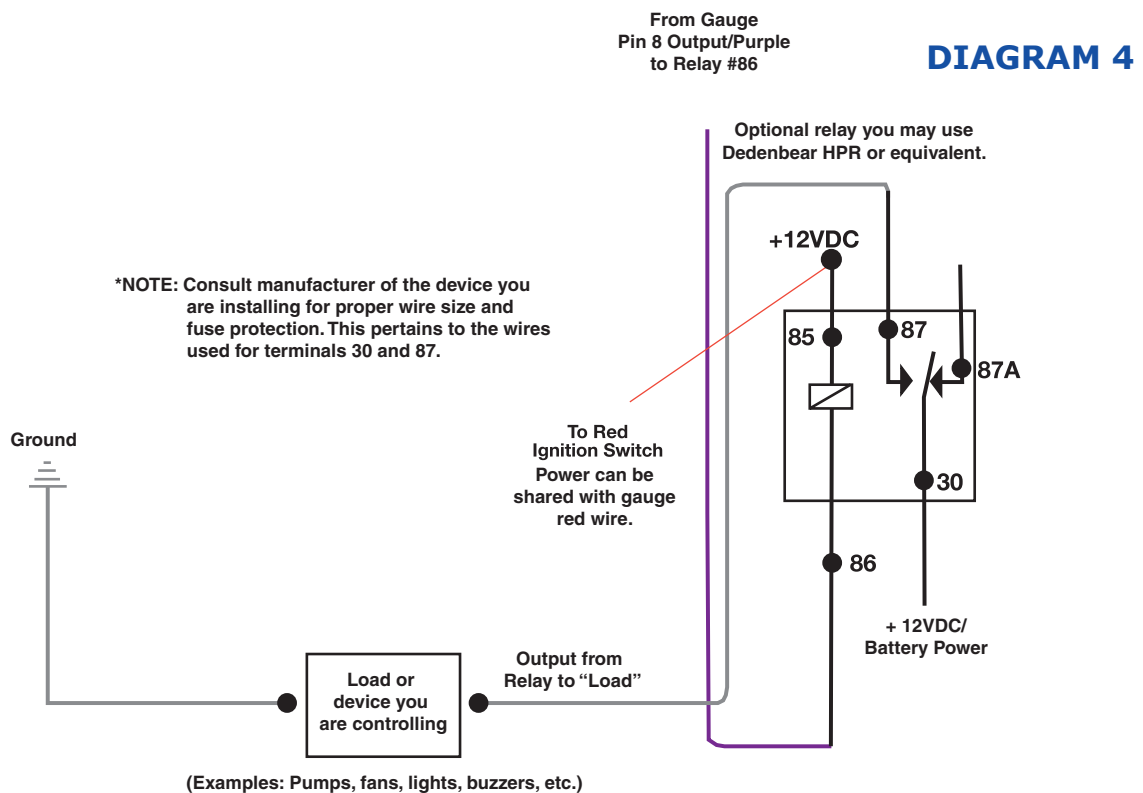 From Gauge
Pin 8 Output/Purple
to Relay #86
DIAGRAM 4
Optional relay you may use
Dedenbear HPR or equivalent.
+12VDC
*NOTE: Consult manufacturer of the device you
are installing for proper wire size and
fuse protection. This pertains to the wires
used for terminals 30 and 87.
85
87
87A
30
86
To Red
Ignition Switch
Power can be
shared with gauge
red wire.
+ 12VDC/
Battery Power
Ground
Load or
device you
are controlling
Output from
Relay to “Load”
(Examples: Pumps, fans, lights, buzzers, etc.)